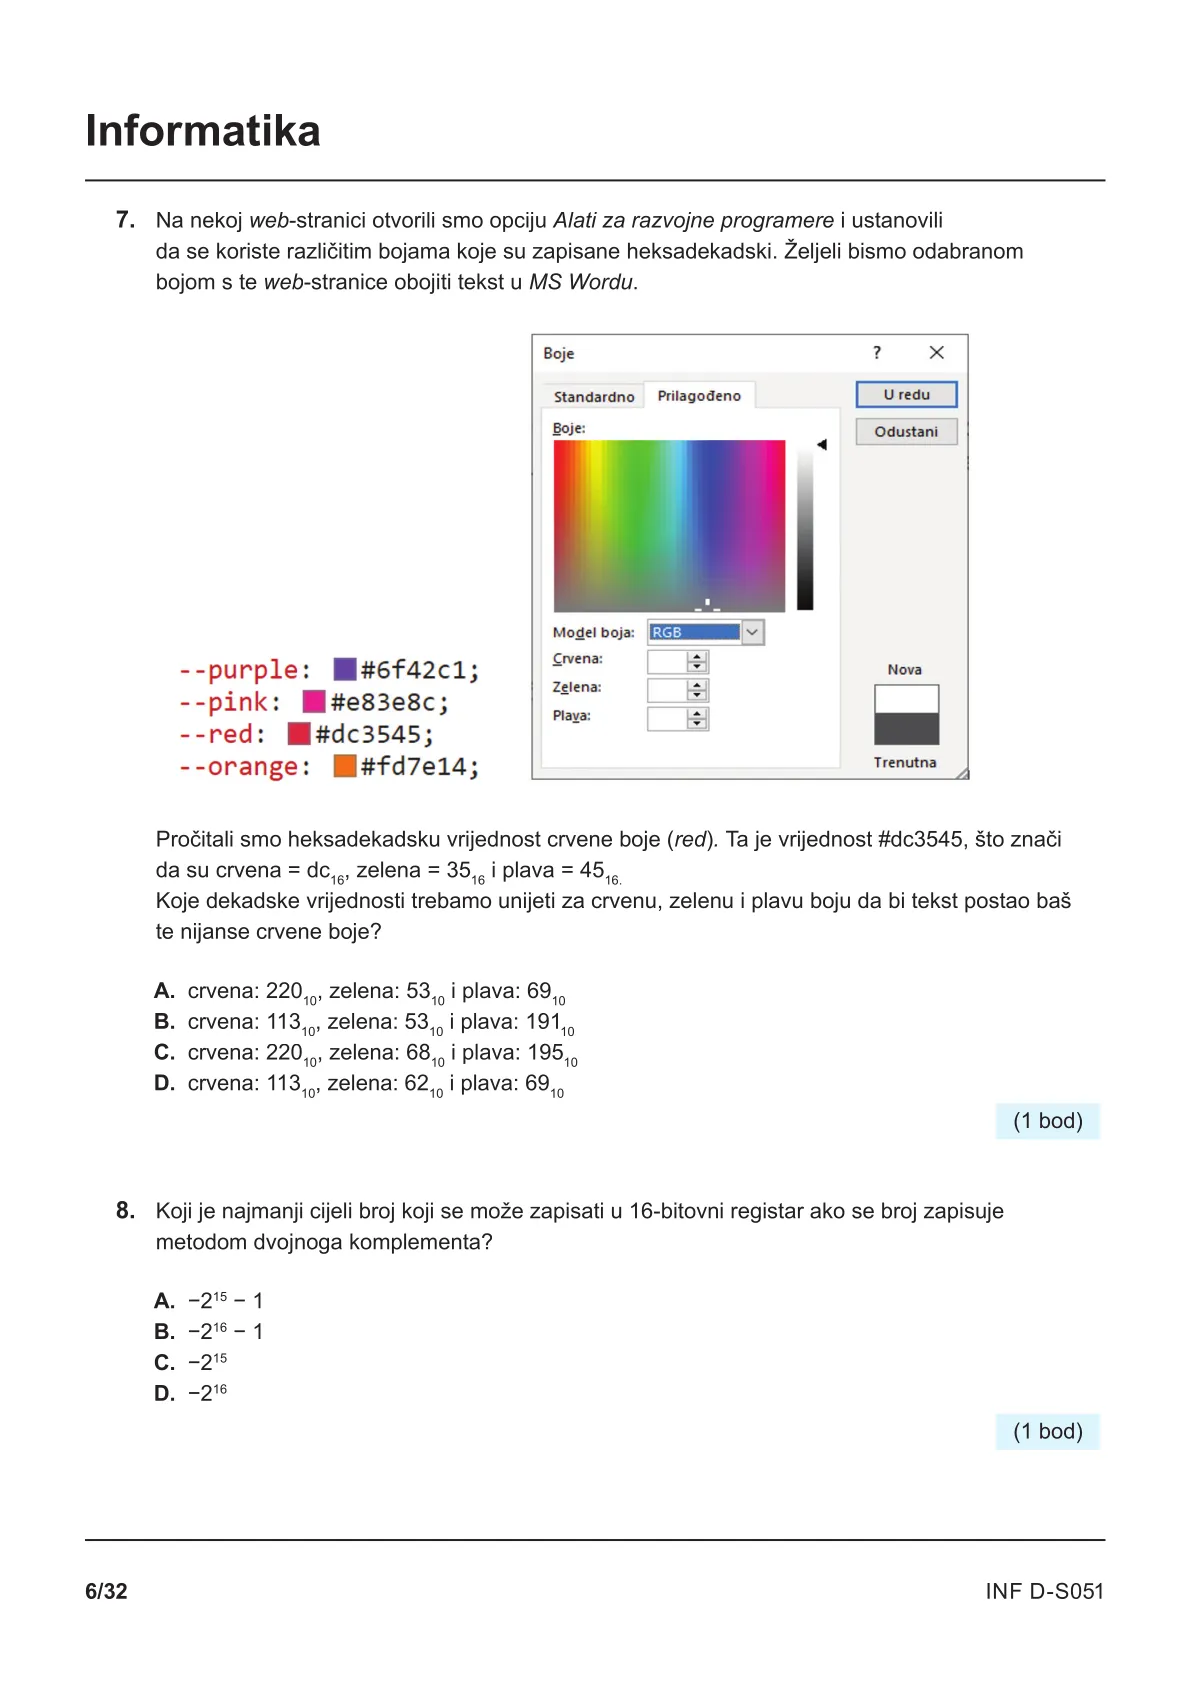 Informatika
7. Na nekoj web-stranici otvorili smo opciju Alati za razvojne programere i ustanovili
da se koriste različitim bojama koje su zapisane heksadekadski. Željeli bismo odabranom
bojom s te web-stranice obojiti tekst u MS Wordu.
--purple: #6f42c1;
--pink: #e83e8c;
--red: #dc3545;
--orange: #fd7e14;
Boje ?
Standardno Prilagođeno
U redu
Odustani
Boje:
Model boja: RGB
Crvena:
Zelena:
Plava:
Nova
Trenutna
Pročitali smo heksadekadsku vrijednost crvene boje (red). Ta je vrijednost #dc3545, što znači
da su crvena = dc16, zelena = 3516 i plava = 4516.
Koje dekadske vrijednosti trebamo unijeti za crvenu, zelenu i plavu boju da bi tekst postao baš
te nijanse crvene boje?
A. crvena: 22010, zelena: 5310 i plava: 6910
B. crvena: 11310, zelena: 5310 i plava: 19110
C. crvena: 22010, zelena: 6810 i plava: 19510
D. crvena: 11310, zelena: 6210 i plava: 6910
(1 bod)
8. Koji je najmanji cijeli broj koji se može zapisati u 16-bitovni registar ako se broj zapisuje
metodom dvojnoga komplementa?
A. −2¹⁵ − 1
B. −2¹⁶ − 1
C. −2¹⁵
D. −2¹⁶
(1 bod)
6/32
INF D-S051